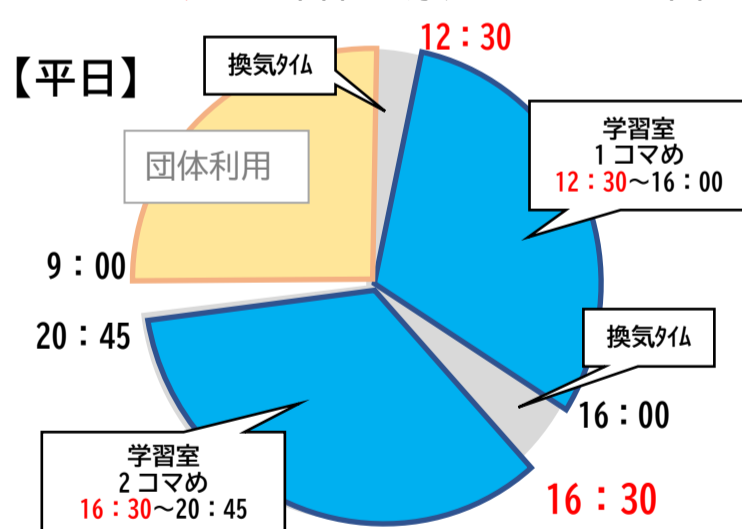 12：30
【平日】
換気ﾀｲﾑ
学習室
1コマめ
12：30～16：00
団体利用
9：00
20：45
換気ﾀｲﾑ
16：00
学習室
2コマめ
16：30～20：45
16：30